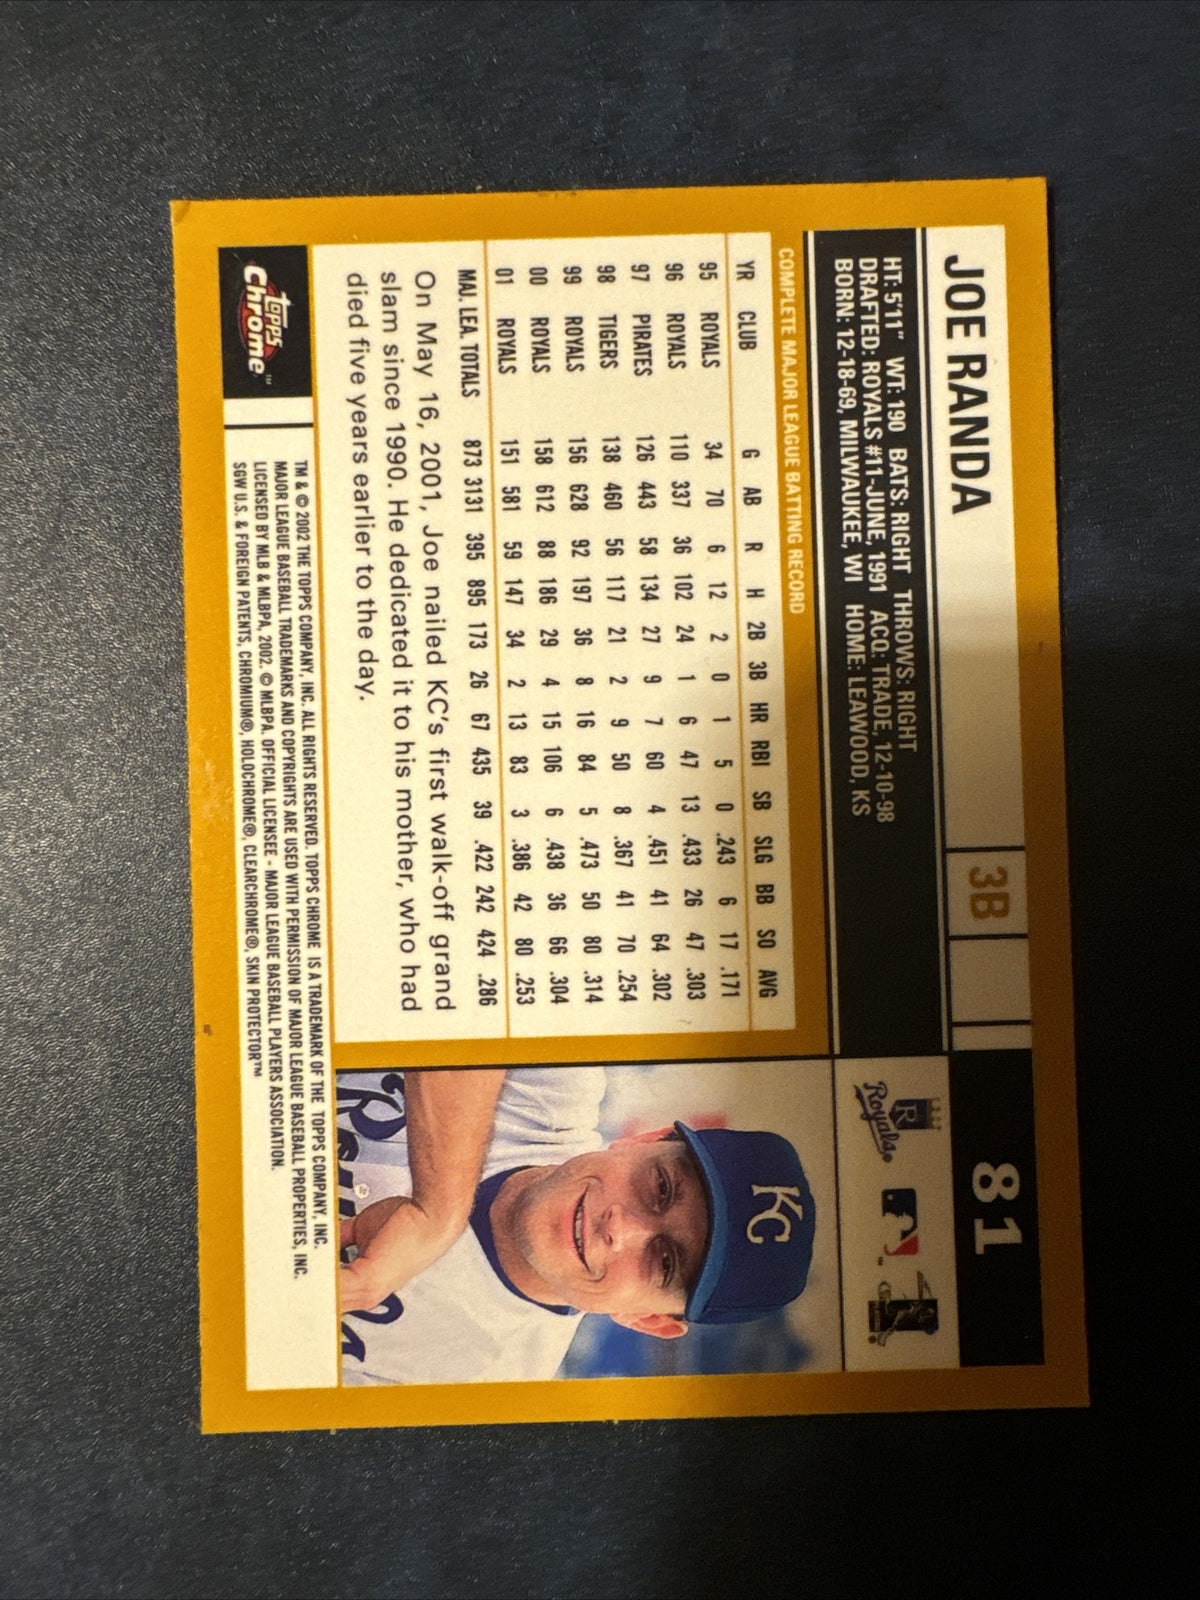 JOE RANDA
3B
81
HT: 5'11" WT: 190 BATS: RIGHT THROWS: RIGHT
DRAFTED: ROYALS #11-JUNE, 1991 ACQ: TRADE, 12-10-98
BORN: 12-18-69, MILWAUKEE, WI HOME: LEAWOOD, KS
Royals
COMPLETE MAJOR LEAGUE BATTING RECORD
YR CLUB G AB R H 2B 3B HR RBI SB SLG BB SO AVG
95 ROYALS 34 70 6 12 2 0 1 5 0 .243 6 17 .171
96 ROYALS 110 337 36 102 24 1 6 47 13 .433 26 47 .303
97 PIRATES 126 443 58 134 27 9 7 60 4 .451 41 64 .302
98 TIGERS 138 460 56 117 21 2 9 50 8 .367 41 70 .254
99 ROYALS 156 628 92 197 36 8 16 84 5 .473 50 80 .314
00 ROYALS 158 612 88 186 29 4 15 106 6 .438 36 66 .304
01 ROYALS 151 581 59 147 34 2 13 83 3 .386 42 80 .253
MAJ. LEA. TOTALS 873 3131 395 895 173 26 67 435 39 .422 242 424 .286
On May 16, 2001, Joe nailed KC's first walk-off grand
slam since 1990. He dedicated it to his mother, who had
died five years earlier to the day.
KC
topps
Chrome™
TM & © 2002 THE TOPPS COMPANY, INC. ALL RIGHTS RESERVED. TOPPS CHROME IS A TRADEMARK OF THE TOPPS COMPANY, INC.
MAJOR LEAGUE BASEBALL TRADEMARKS AND COPYRIGHTS ARE USED WITH PERMISSION OF MAJOR LEAGUE BASEBALL PROPERTIES, INC.
LICENSED BY MLB & MLBPA, 2002. © MLBPA. OFFICIAL LICENSEE - MAJOR LEAGUE BASEBALL PLAYERS ASSOCIATION.
SGW U.S. & FOREIGN PATENTS, CHROMIUM®, HOLOCHROME®, CLEARCHROME®, SKIN PROTECTOR™